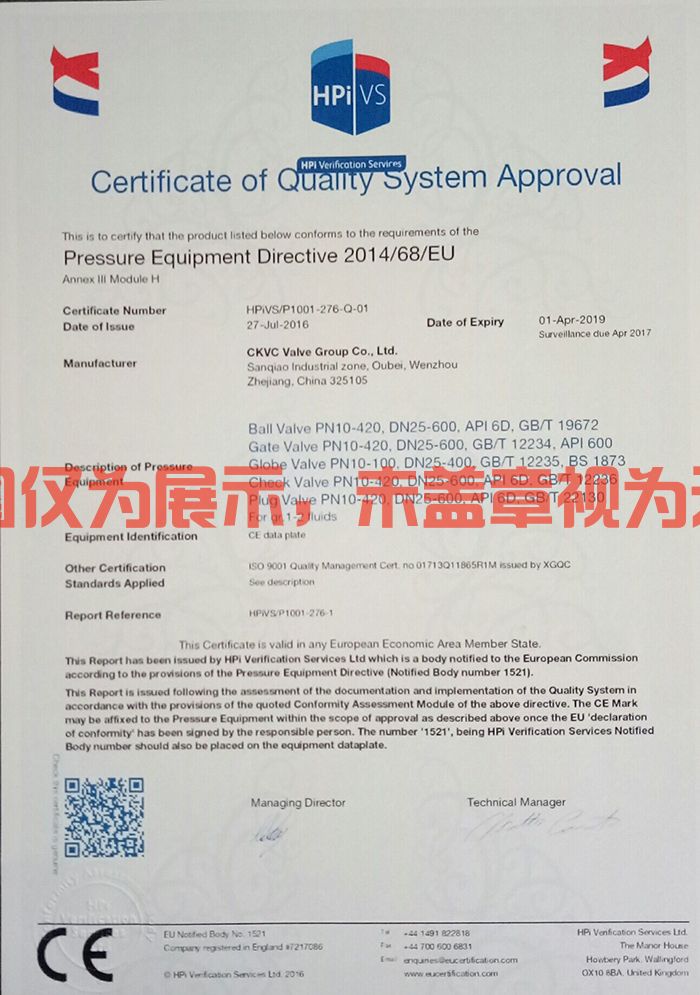 HPi VS
HPi Verification Services
Certificate of Quality System Approval
This is to certify that the product listed below conforms to the requirements of the
Pressure Equipment Directive 2014/68/EU
Annex III Module H
Certificate Number HPiVS/P1001-276-Q-01
Date of Issue 27-Jul-2016 Date of Expiry 01-Apr-2019
Surveillance due Apr 2017
Manufacturer CKVC Valve Group Co., Ltd.
Sanqiao Industrial zone, Oubei, Wenzhou
Zhejiang, China 325105
Ball Valve PN10-420, DN25-600, API 6D, GB/T 19672
Gate Valve PN10-420, DN25-600, GB/T 12234, API 600
Description of Pressure Globe Valve PN10-100, DN25-400, GB/T 12235, BS 1873
Equipment Check Valve PN10-420, DN25-600, API 6D, GB/T 12236
Plug Valve PN10-420, DN25-600, API 6D, GB/T 22130
For gr.1-2 fluids
仅为展示，未盖章视为
Equipment Identification CE data plate
Other Certification ISO 9001 Quality Management Cert. no 01713Q11865R1M issued by XGQC
Standards Applied See description
Report Reference HPiVS/P1001-276-1
This Certificate is valid in any European Economic Area Member State.
This Report has been issued by HPi Verification Services Ltd which is a body notified to the European Commission
according to the provisions of the Pressure Equipment Directive (Notified Body number 1521).
This Report is issued following the assessment of the documentation and implementation of the Quality System in
accordance with the provisions of the quoted Conformity Assessment Module of the above directive. The CE Mark
may be affixed to the Pressure Equipment within the scope of approval as described above once the EU 'declaration
of conformity' has been signed by the responsible person. The number '1521', being HPi Verification Services Notified
Body number should also be placed on the equipment dataplate.
Check this certificate is genuine
Managing Director Technical Manager
HPi
Verification
Services
CE
EU Notified Body No. 1521
Company registered in England #7217086
© HPi Verification Services Ltd. 2016
Tel +44 1491 822818
Fax +44 700 600 6831
Email enquiries@eucertification.com
www.eucertification.com
HPi Verification Services Ltd.
The Manor House
Howbery Park, Wallingford
OX10 8BA, United Kingdom